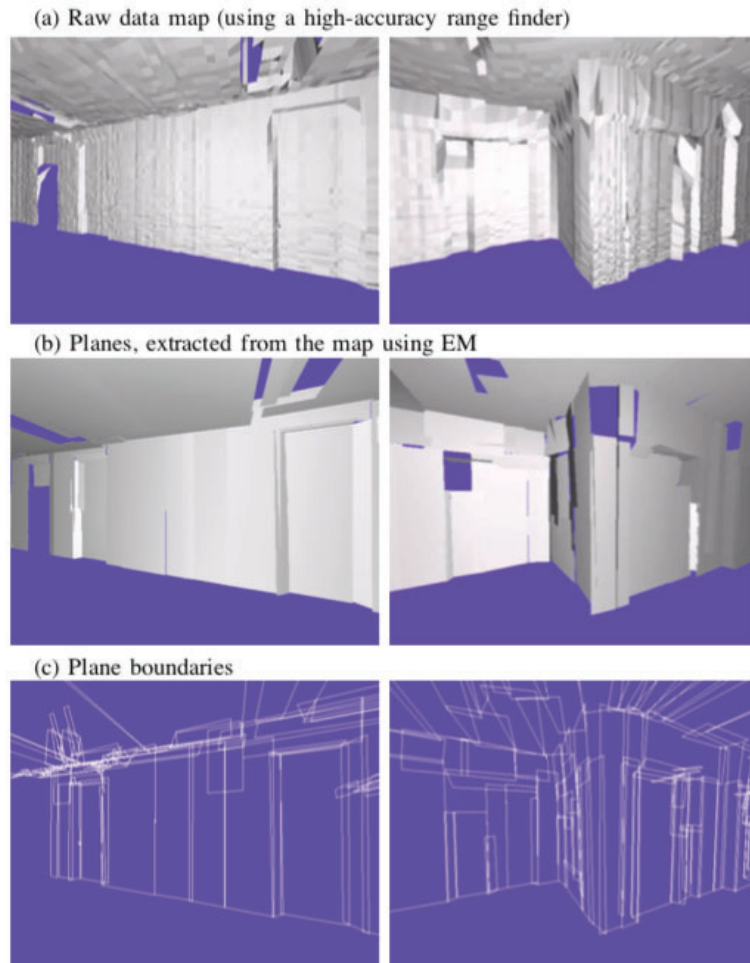 (a) Raw data map (using a high-accuracy range finder)
(b) Planes, extracted from the map using EM
(c) Plane boundaries